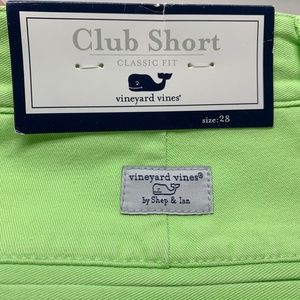 Club Short
CLASSIC FIT
vineyard vines®
size: 28
vineyard vines®
by Shep & Ian